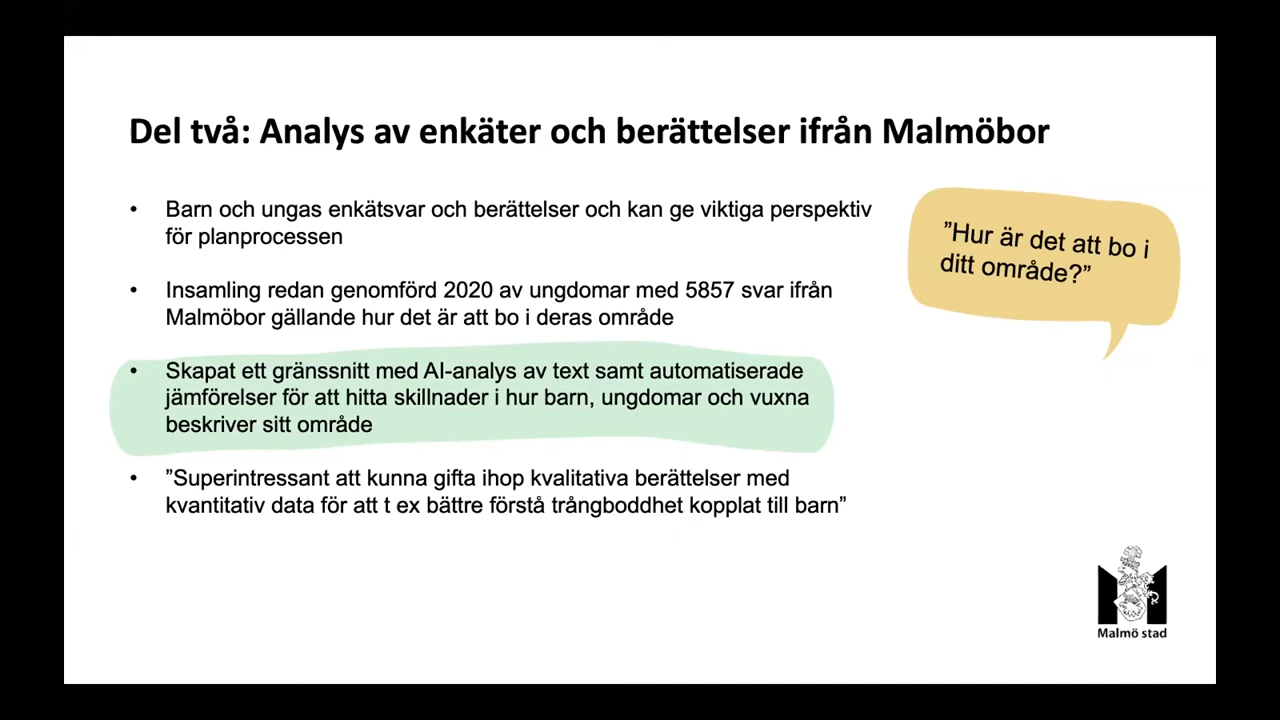 Del två: Analys av enkäter och berättelser ifrån Malmöbor
• Barn och ungas enkätsvar och berättelser och kan ge viktiga perspektiv
för planprocessen
”Hur är det att bo i
ditt område?”
• Insamling redan genomförd 2020 av ungdomar med 5857 svar ifrån
Malmöbor gällande hur det är att bo i deras område
• Skapat ett gränssnitt med AI-analys av text samt automatiserade
jämförelser för att hitta skillnader i hur barn, ungdomar och vuxna
beskriver sitt område
• ”Superintressant att kunna gifta ihop kvalitativa berättelser med
kvantitativ data för att t ex bättre förstå trångboddhet kopplat till barn”
Malmö stad